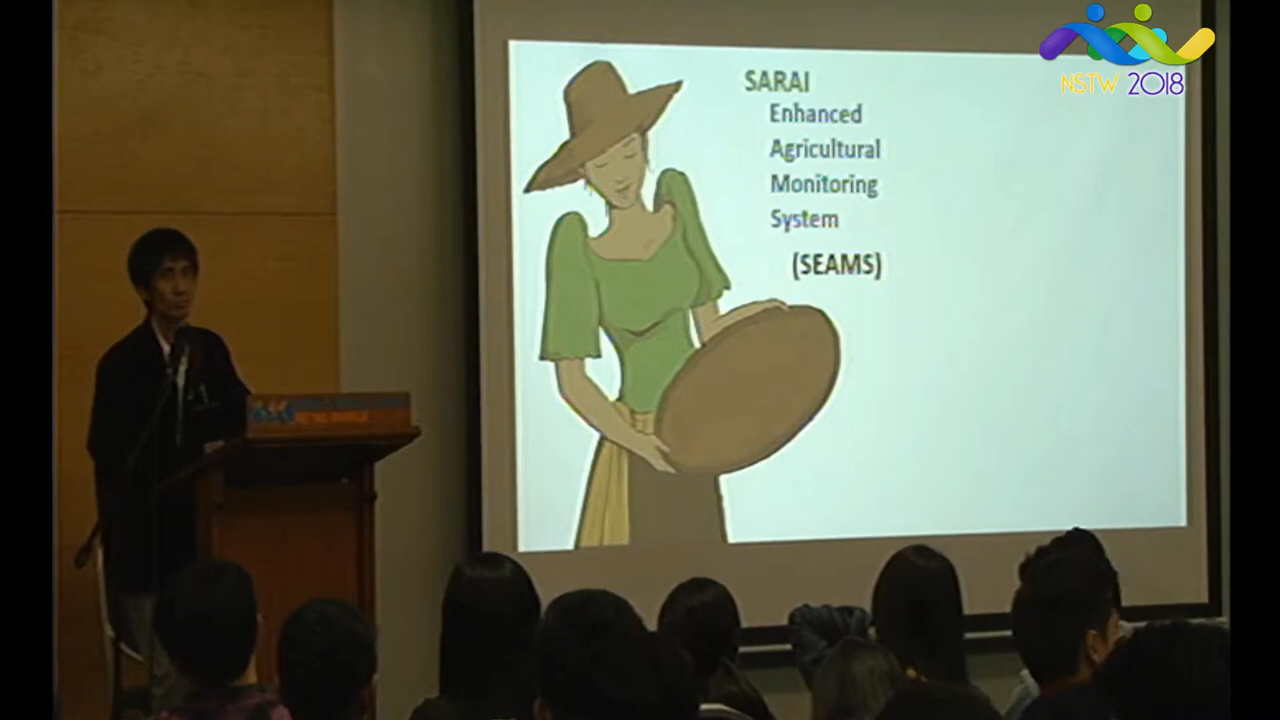 SARAI
Enhanced
Agricultural
Monitoring
System
(SEAMS)
NSTW 2018